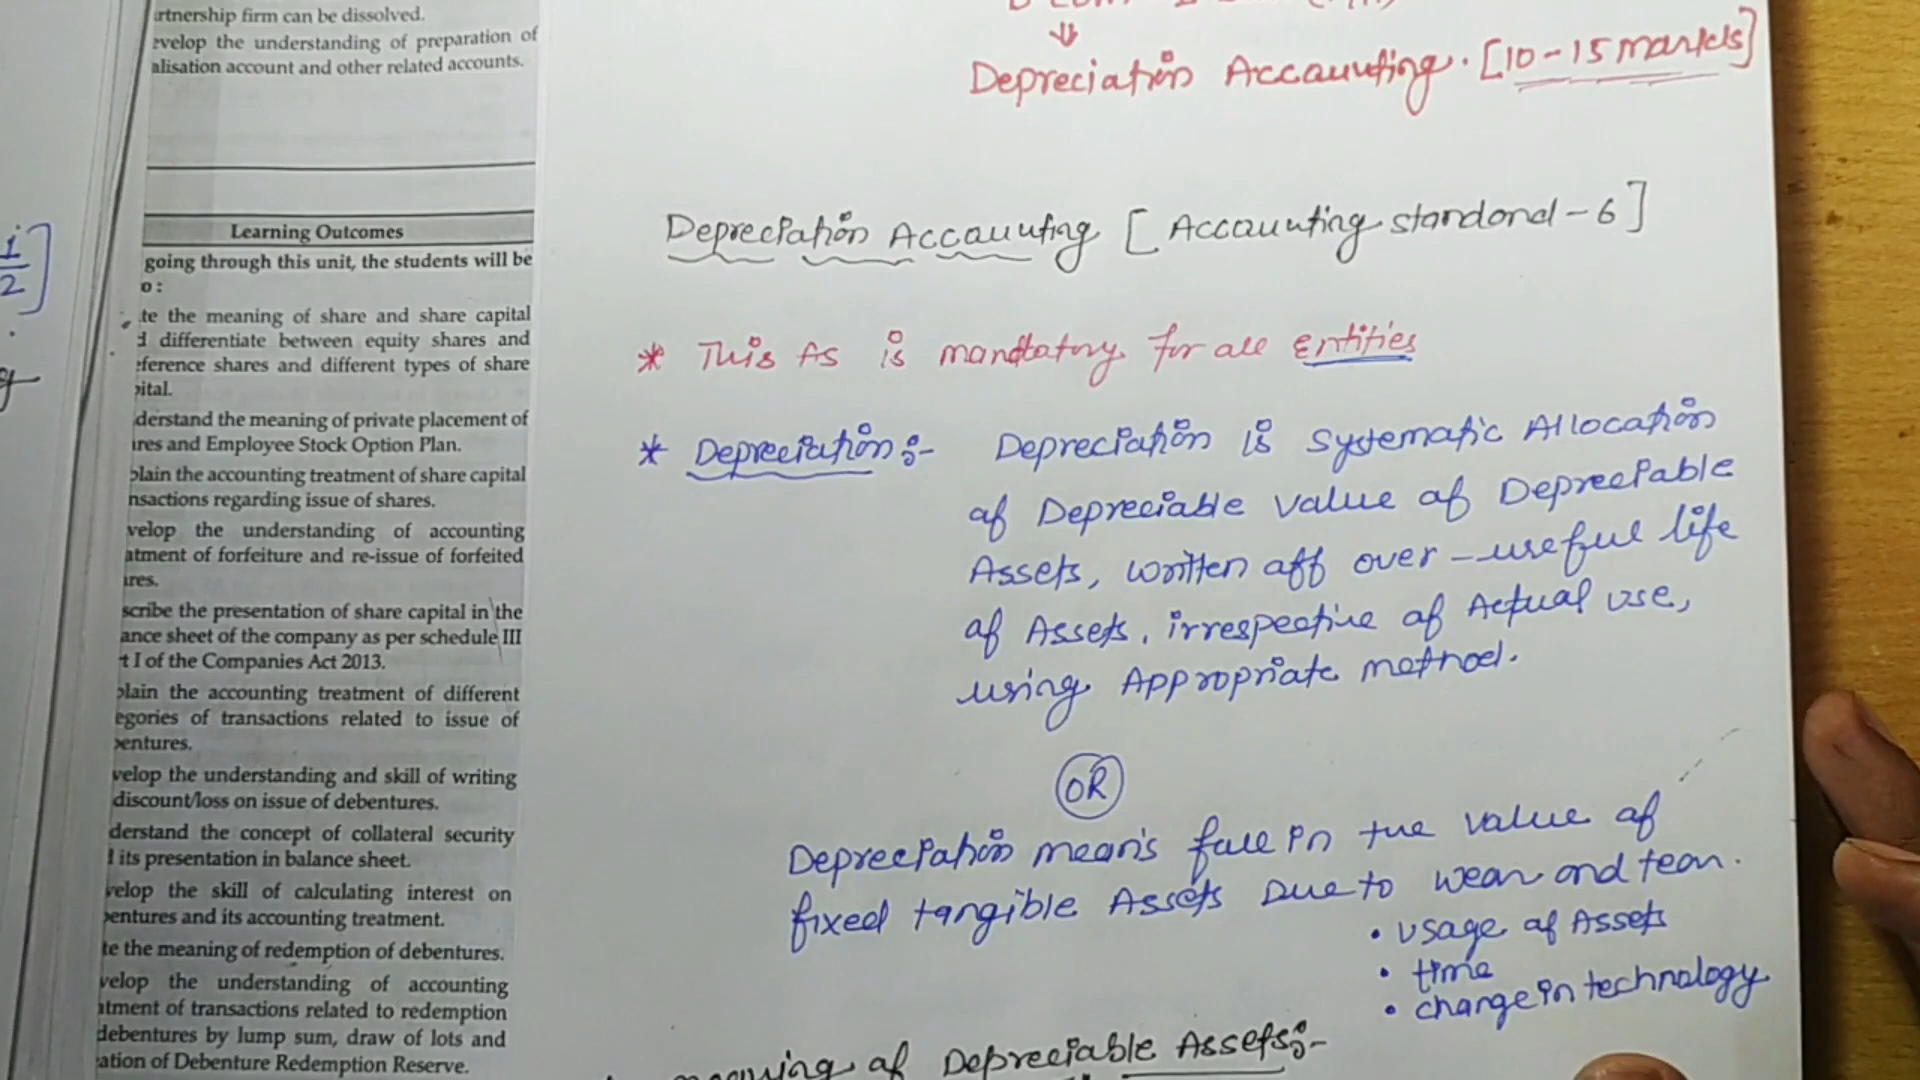 rtnership firm can be dissolved.
evelop the understanding of preparation of
alisation account and other related accounts.
Learning Outcomes
going through this unit, the students will be
o :
te the meaning of share and share capital
d differentiate between equity shares and
eference shares and different types of share
pital.
derstand the meaning of private placement of
ares and Employee Stock Option Plan.
plain the accounting treatment of share capital
nsactions regarding issue of shares.
velop the understanding of accounting
atment of forfeiture and re-issue of forfeited
ares.
scribe the presentation of share capital in the
ance sheet of the company as per schedule III
t I of the Companies Act 2013.
plain the accounting treatment of different
egories of transactions related to issue of
bentures.
velop the understanding and skill of writing
discount/loss on issue of debentures.
derstand the concept of collateral security
its presentation in balance sheet.
velop the skill of calculating interest on
bentures and its accounting treatment.
te the meaning of redemption of debentures.
velop the understanding of accounting
atment of transactions related to redemption
debentures by lump sum, draw of lots and
ation of Debenture Redemption Reserve.
1/2]
Depreciation Accounting. [10-15 marks]
Depreciation Accounting [Accounting standard - 6]
* This AS is mandatory for all entities
* Depreciation :- Depreciation is Systematic Allocation
of Depreciable value of Depreciable
Assets, written off over - useful life
of Assets, irrespective of Actual use,
using Appropriate method.
OR
Depreciation means fall in the value of
fixed tangible Assets Due to wear and tear.
• usage of Assets
• time
• change in technology
meaning of Depreciable Assets :-